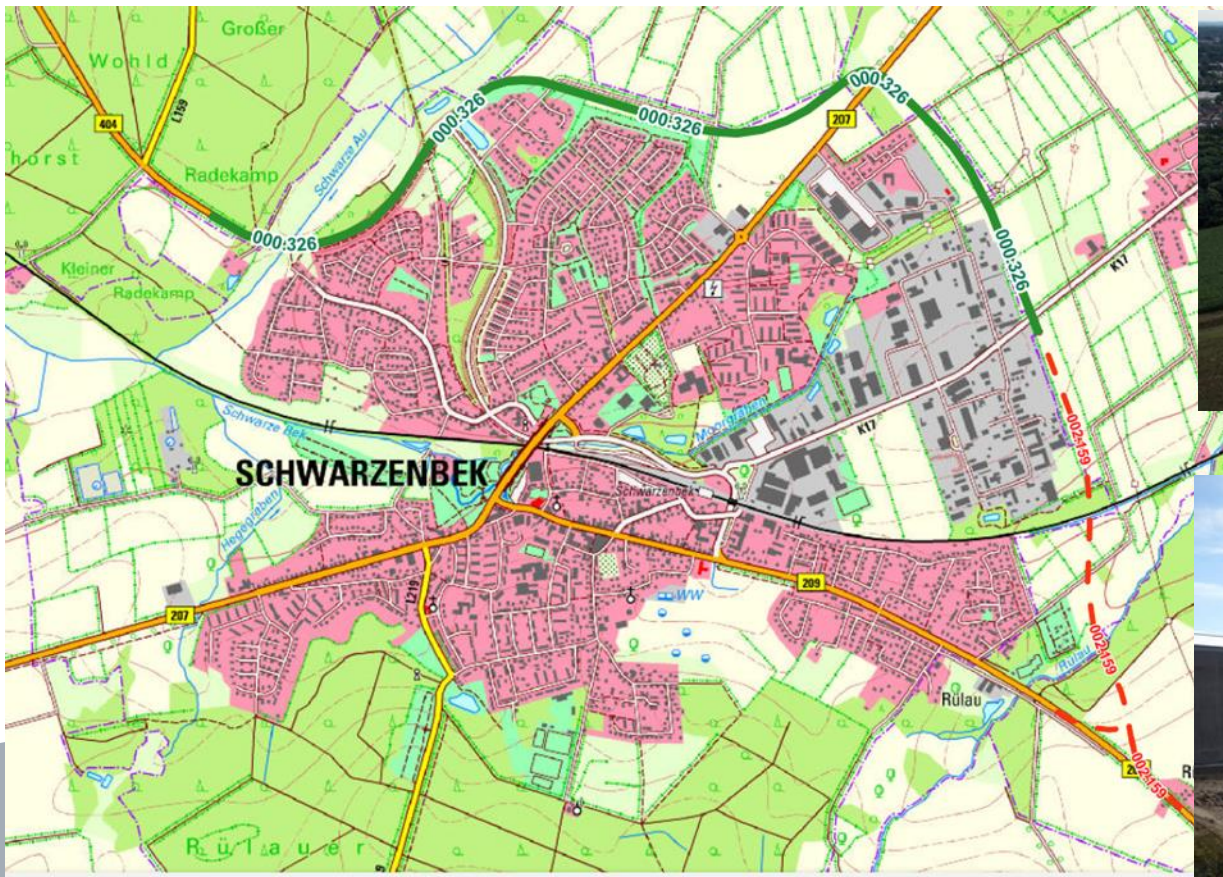 Großer
Wohld
L159
404
horst
Radekamp
Schwarze Au
000.326
000.326
000.326
000.326
000.326
207
Kleiner
Radekamp
K17
Schwarze Bek
Moorgraben
K17
002.159
SCHWARZENBEK
Schwarzenbek
Hegegraben
209
WW
207
L219
002.159
Rülau
Rülau
002.159
Rülauer